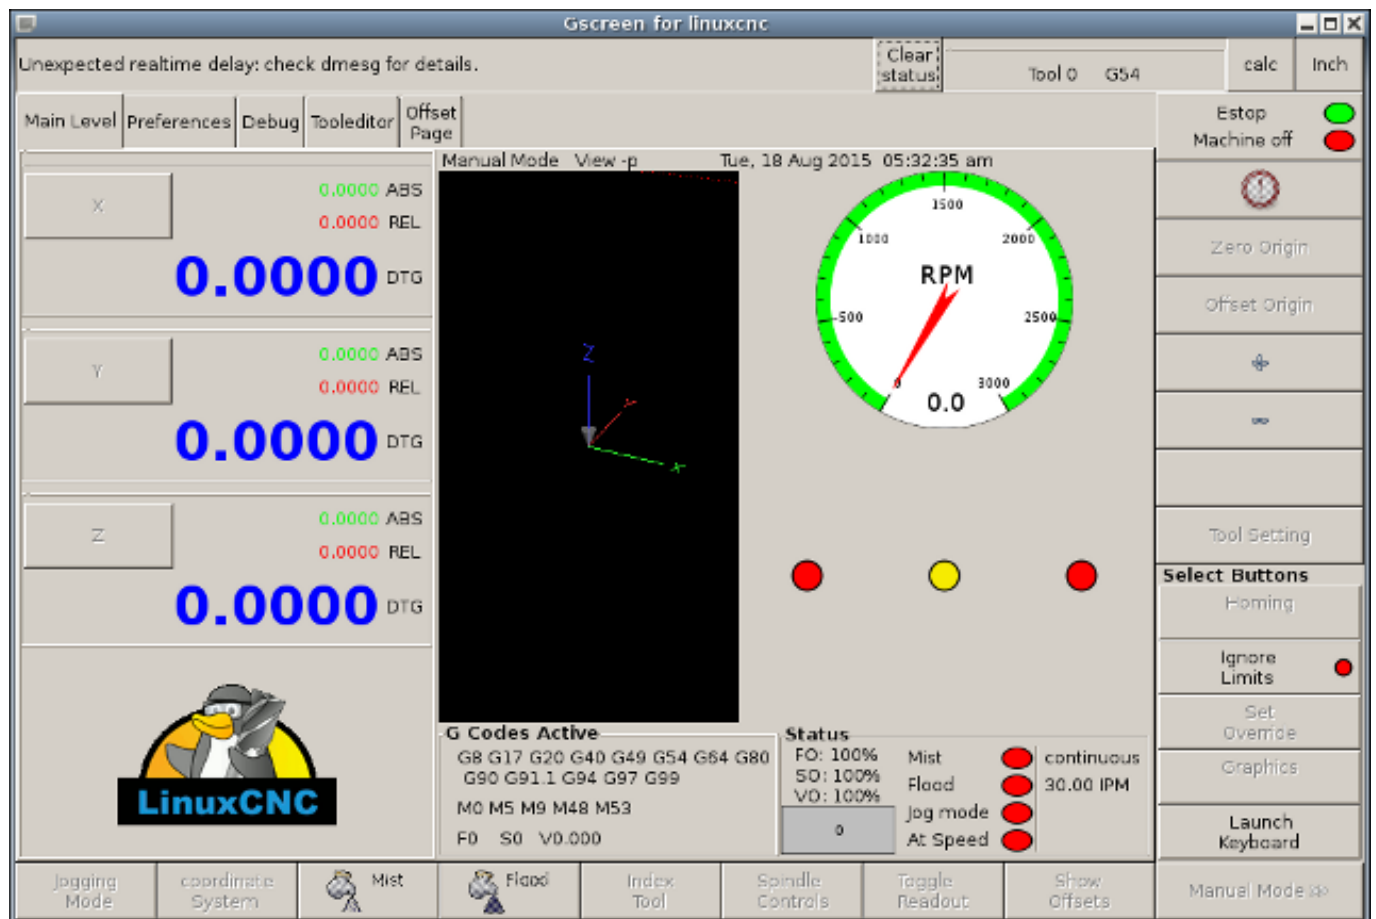 Gscreen for linuxcnc
Unexpected realtime delay: check dmesg for details.
Clear
status
Tool 0 G54
calc
Inch
Main Level
Preferences
Debug
Tooleditor
Offset
Page
Estop
Machine off
Manual Mode View -p Tue, 18 Aug 2015 05:32:35 am
X
0.0000 ABS
0.0000 REL
0.0000 DTG
Y
0.0000 ABS
0.0000 REL
0.0000 DTG
Z
0.0000 ABS
0.0000 REL
0.0000 DTG
LinuxCNC
Z
Y
X
1500
1000
2000
RPM
500
2500
0
3000
0.0
Zero Origin
Offset Origin
Tool Setting
Select Buttons
Homing
Ignore
Limits
Set
Override
Graphics
Launch
Keyboard
G Codes Active
G8 G17 G20 G40 G49 G54 G64 G80
G90 G91.1 G94 G97 G99
M0 M5 M9 M48 M53
F0 S0 V0.000
Status
FO: 100%
SO: 100%
VO: 100%
0
Mist
Flood
Jog mode
At Speed
continuous
30.00 IPM
Jogging
Mode
coordinate
System
Mist
Flood
Index
Tool
Spindle
Controls
Toggle
Readout
Show
Offsets
Manual Mode >>